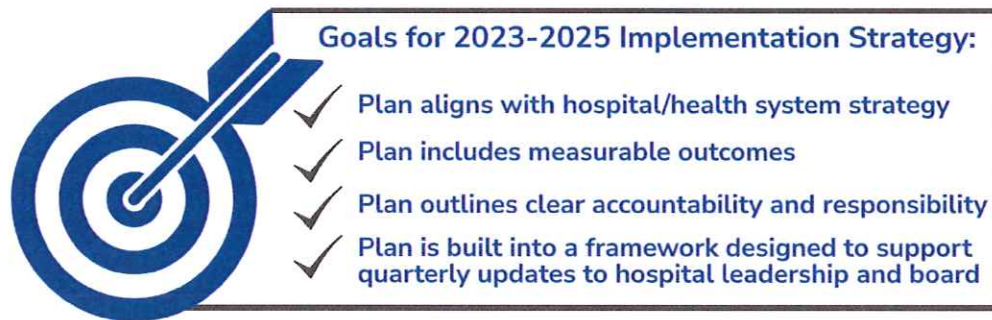 Goals for 2023-2025 Implementation Strategy:
Plan aligns with hospital/health system strategy
Plan includes measurable outcomes
Plan outlines clear accountability and responsibility
Plan is built into a framework designed to support
quarterly updates to hospital leadership and board